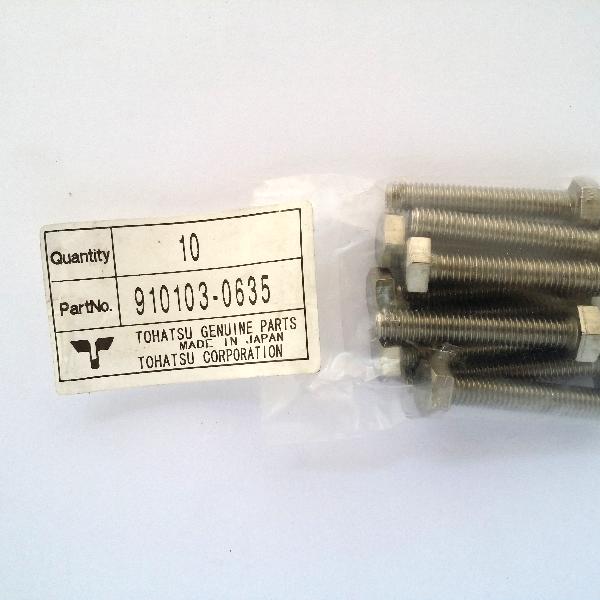 Quantity 10
PartNo. 910103-0635
TOHATSU GENUINE PARTS
MADE IN JAPAN
TOHATSU CORPORATION